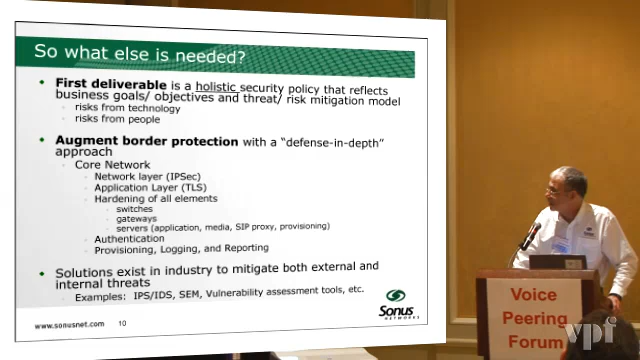 So what else is needed?
First deliverable is a holistic security policy that reflects
business goals/ objectives and threat/ risk mitigation model
risks from technology
risks from people
Augment border protection with a “defense-in-depth”
approach
Core Network
Network layer (IPSec)
Application Layer (TLS)
Hardening of all elements
switches
gateways
servers (application, media, SIP proxy, provisioning)
Authentication
Provisioning, Logging, and Reporting
Solutions exist in industry to mitigate both external and
internal threats
Examples: IPS/IDS, SEM, Vulnerability assessment tools, etc.
www.sonusnet.com 10
Sonus
NETWORKS
Voice
Peering
Forum
vpf